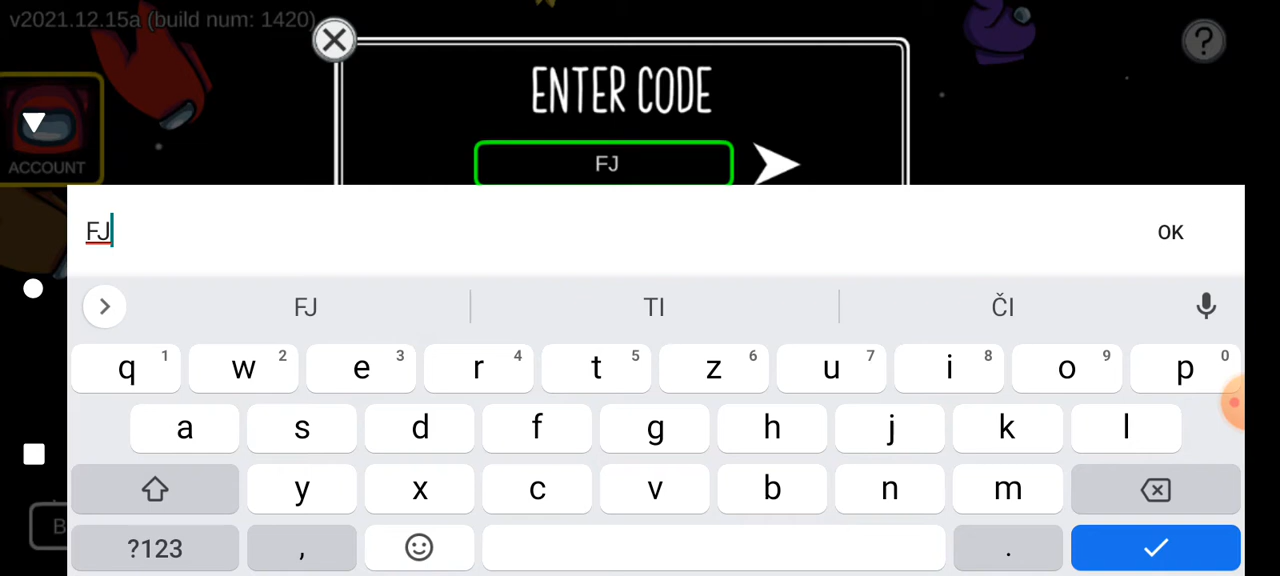 v2021.12.15a (build num: 1420)
?
ENTER CODE
FJ
ACCOUNT
FJ
OK
FJ TI ČI
q 1 w 2 e 3 r 4 t 5 z 6 u 7 i 8 o 9 p 0
a s d f g h j k l
y x c v b n m
B
?123 , .